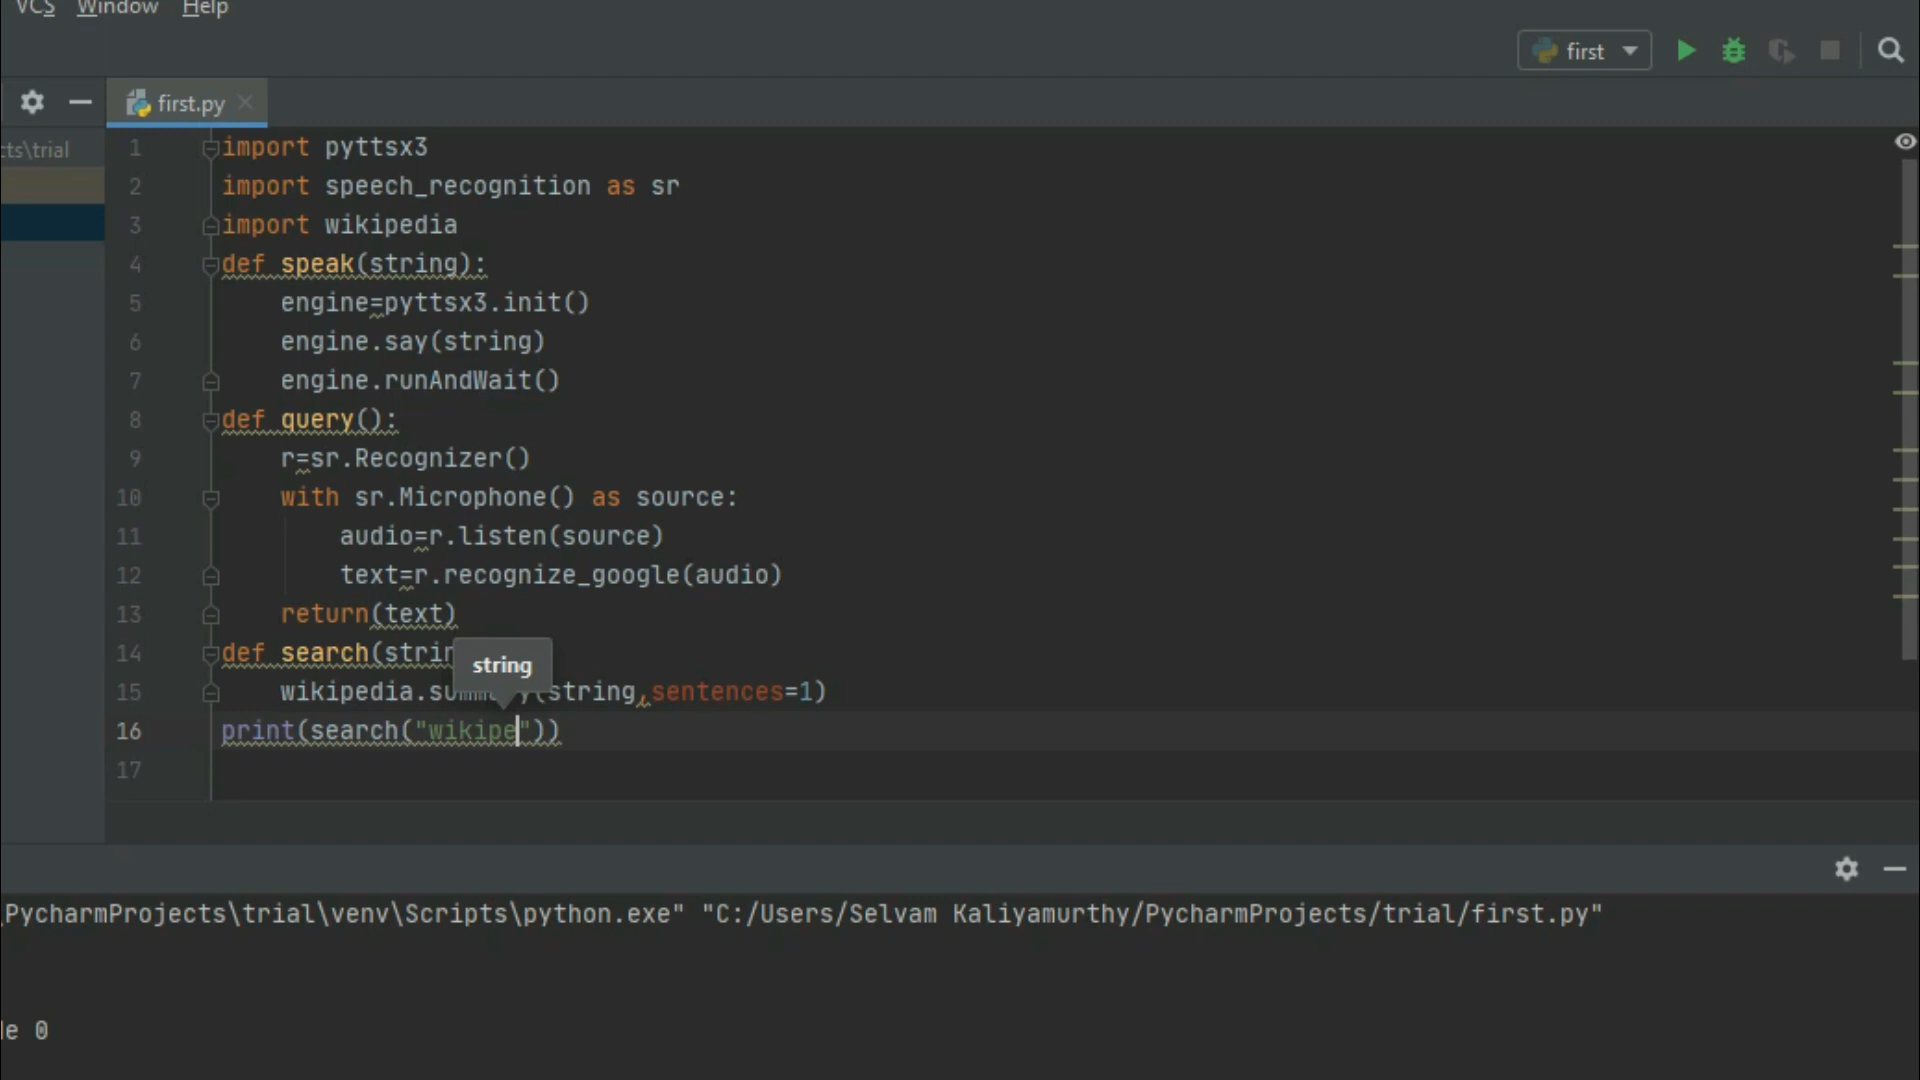 VCS Window Help
first
first.py
cts\trial
1 import pyttsx3
2 import speech_recognition as sr
3 import wikipedia
4 def speak(string):
5 engine=pyttsx3.init()
6 engine.say(string)
7 engine.runAndWait()
8 def query():
9 r=sr.Recognizer()
10 with sr.Microphone() as source:
11 audio=r.listen(source)
12 text=r.recognize_google(audio)
13 return(text)
14 def search(strin
string
15 wikipedia.summary(string,sentences=1)
16 print(search("wikipe"))
17
\PycharmProjects\trial\venv\Scripts\python.exe" "C:/Users/Selvam Kaliyamurthy/PycharmProjects/trial/first.py"
de 0